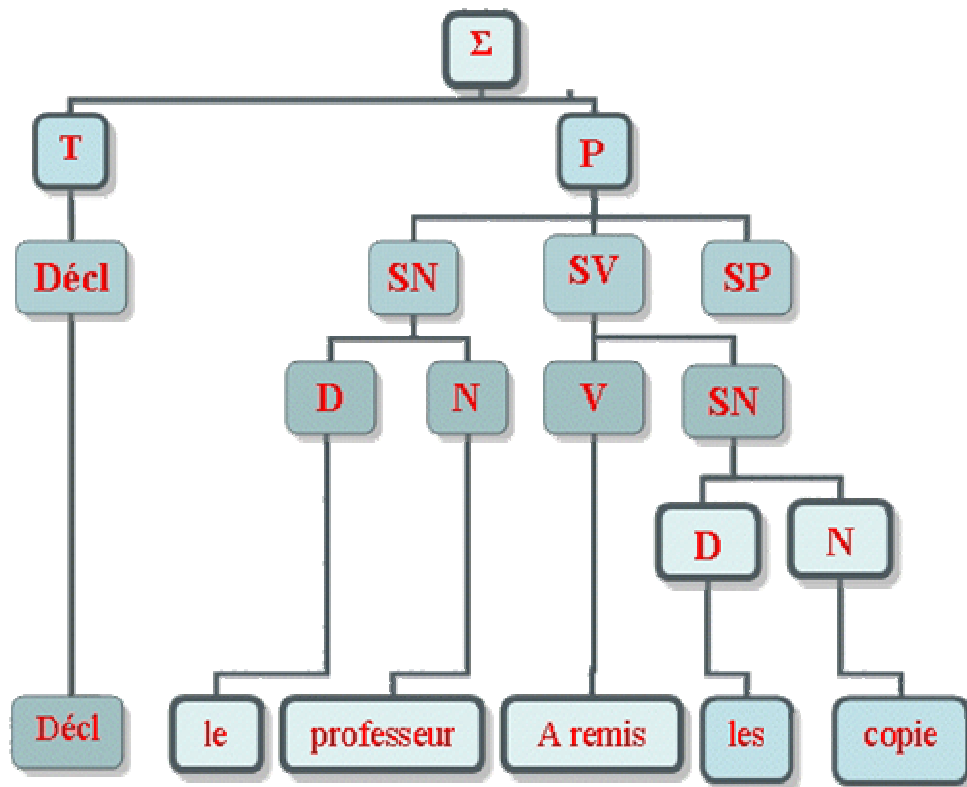 Σ
T P
Décl SN SV SP
D N V SN
D N
Décl le professeur A remis les copie